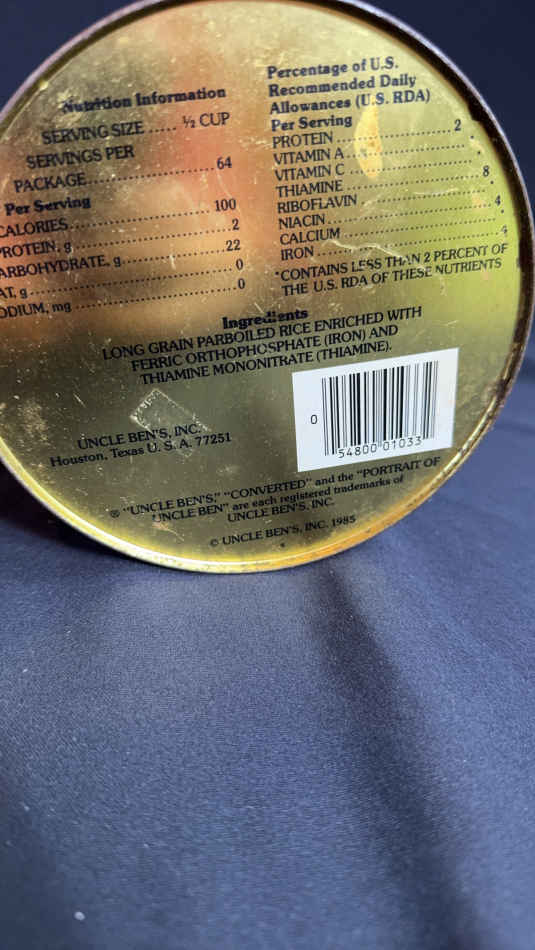 Nutrition Information
SERVING SIZE ..... ½ CUP
SERVINGS PER
PACKAGE..................... 64
Per Serving
CALORIES.......................... 100
PROTEIN, g.......................... 2
ARBOHYDRATE, g............ 22
AT, g..................................0
ODIUM, mg........................0
Percentage of U.S.
Recommended Daily
Allowances (U.S. RDA)
Per Serving
PROTEIN......................... 2
VITAMIN A...................... *
VITAMIN C...................... *
THIAMINE....................... 8
RIBOFLAVIN.................... *
NIACIN........................... 4
CALCIUM........................ *
IRON.............................. 4
*CONTAINS LESS THAN 2 PERCENT OF
THE U.S. RDA OF THESE NUTRIENTS
Ingredients
LONG GRAIN PARBOILED RICE ENRICHED WITH
FERRIC ORTHOPHOSPHATE (IRON) AND
THIAMINE MONONITRATE (THIAMINE).
0 54800 01033
UNCLE BEN'S, INC.
Houston, Texas U. S. A. 77251
® "UNCLE BEN'S," "CONVERTED" and the "PORTRAIT OF
UNCLE BEN" are each registered trademarks of
UNCLE BEN'S, INC.
© UNCLE BEN'S, INC. 1985